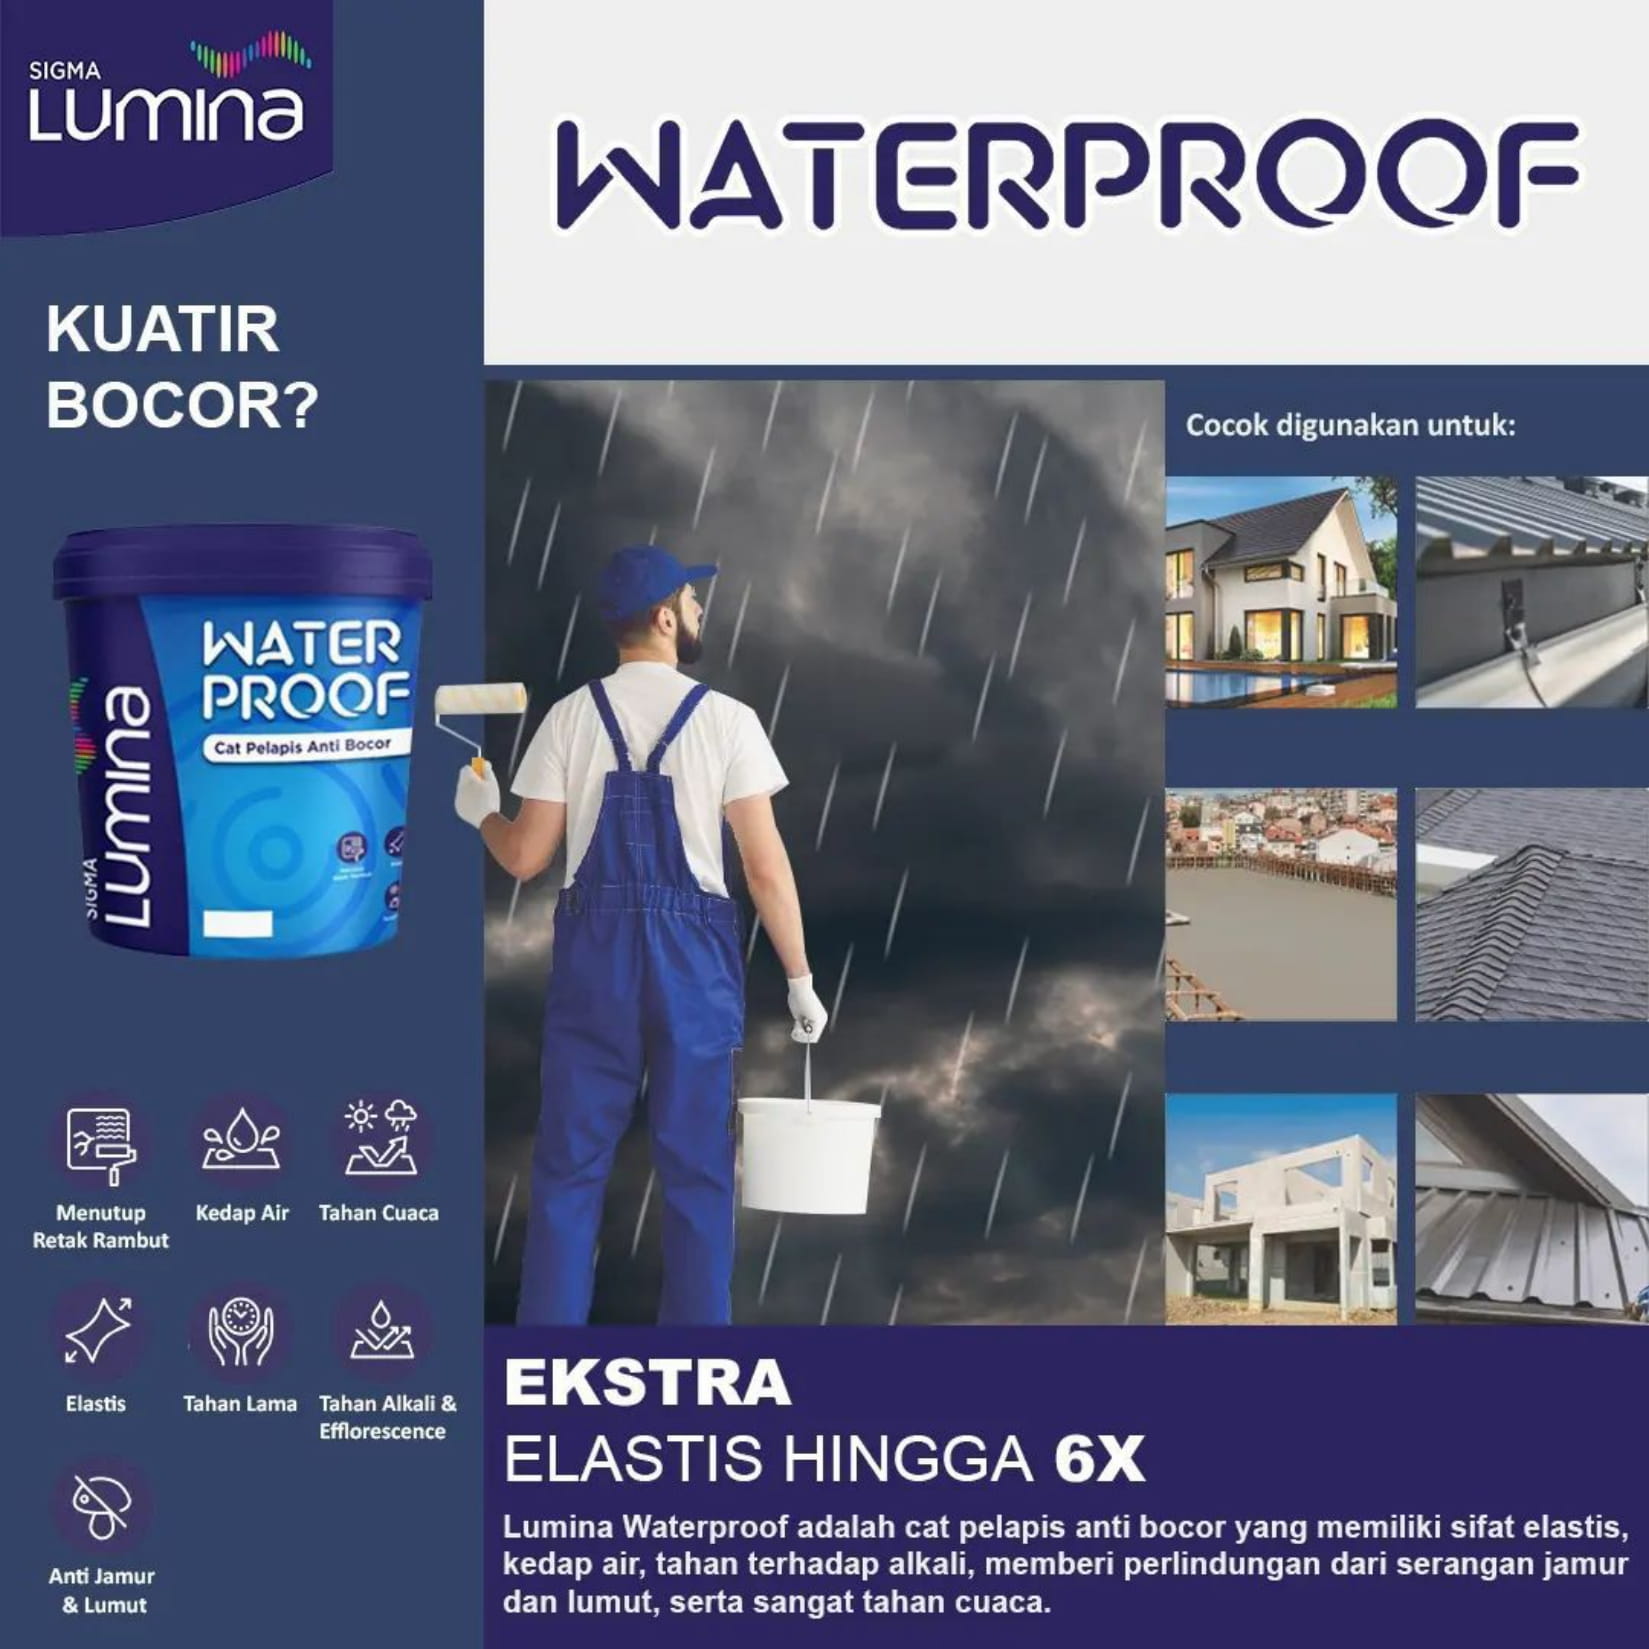 SIGMA
LUMINA
WATERPROOF
KUATIR
BOCOR?
Cocok digunakan untuk:
WATER
PROOF
Cat Pelapis Anti Bocor
SIGMA
LUMINA
Menutup
Retak Rambut
Kedap Air
Tahan Cuaca
Elastis
Tahan Lama
Tahan Alkali &
Efflorescence
Anti Jamur
& Lumut
EKSTRA
ELASTIS HINGGA 6X
Lumina Waterproof adalah cat pelapis anti bocor yang memiliki sifat elastis,
kedap air, tahan terhadap alkali, memberi perlindungan dari serangan jamur
dan lumut, serta sangat tahan cuaca.